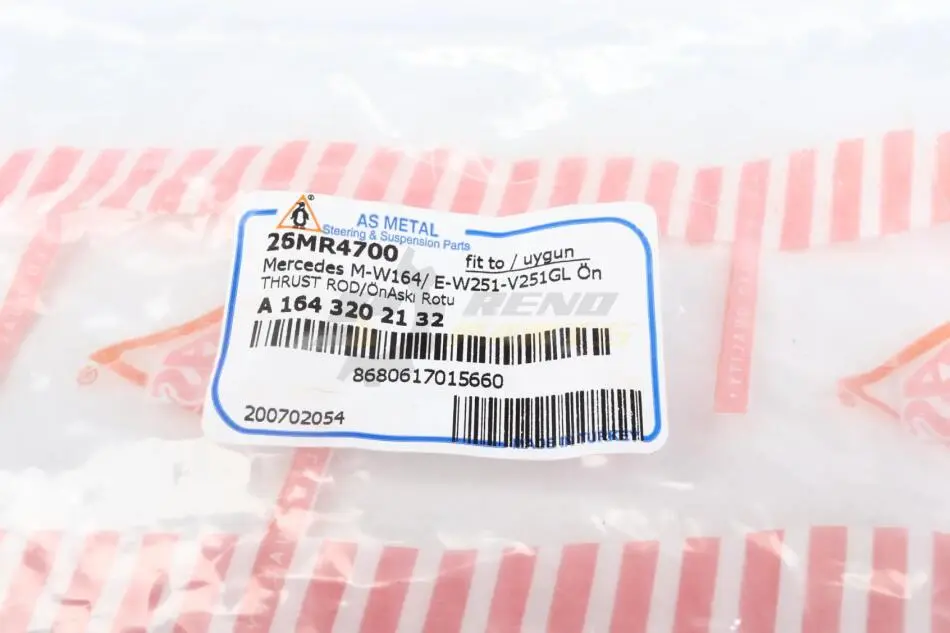 AS METAL
Steering & Suspension Parts
26MR4700
fit to / uygun
Mercedes M-W164/ E-W251-V251GL Ön
THRUST ROD/ÖnAskı Rotu
A 164 320 21 32
8680617015660
200702054
MADE IN TURKEY
RENO